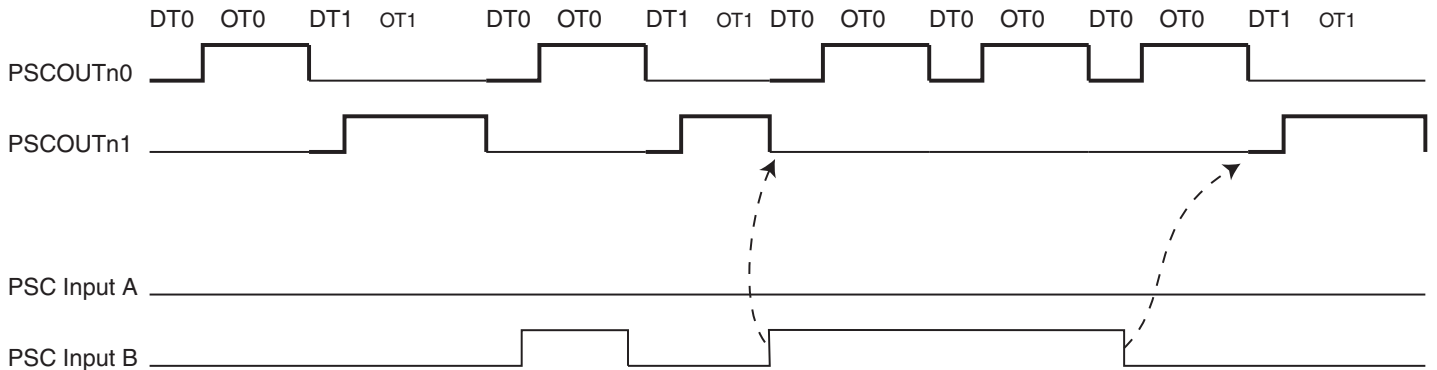 DT0 OT0 DT1 OT1 DT0 OT0 DT1 OT1 DT0 OT0 DT0 OT0 DT0 OT0 DT1 OT1
PSCOUTn0
PSCOUTn1
PSC Input A
PSC Input B